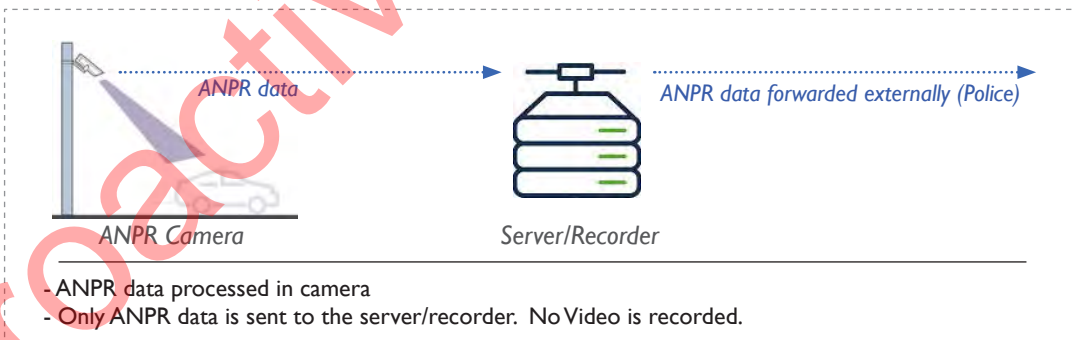 ANPR data
ANPR data forwarded externally (Police)
ANPR Camera
Server/Recorder
- ANPR data processed in camera
- Only ANPR data is sent to the server/recorder. No Video is recorded.
roactiv